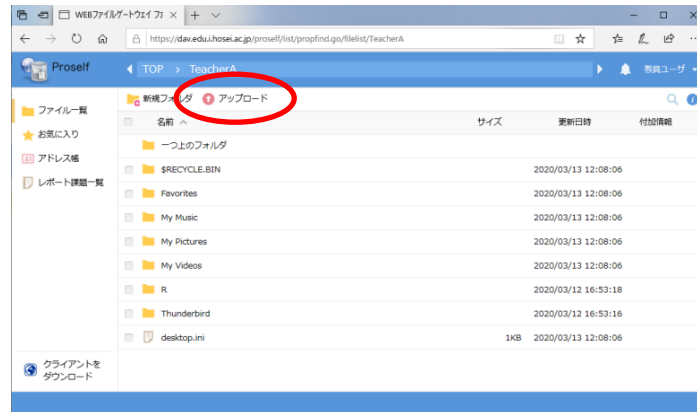 WEBファイルゲートウェイ プ
https://dav.edu.i.hosei.ac.jp/proself/list/propfind.go/filelist/TeacherA
Proself
TOP > TeacherA
教員ユーザ
新規フォルダ アップロード
ファイル一覧
お気に入り
アドレス帳
レポート課題一覧
名前 サイズ 更新日時 付加情報
一つ上のフォルダ
$RECYCLE.BIN 2020/03/13 12:08:06
Favorites 2020/03/13 12:08:06
My Music 2020/03/13 12:08:06
My Pictures 2020/03/13 12:08:06
My Videos 2020/03/13 12:08:06
R 2020/03/12 16:53:18
Thunderbird 2020/03/12 16:53:16
desktop.ini 1KB 2020/03/13 12:08:06
クライアントを
ダウンロード